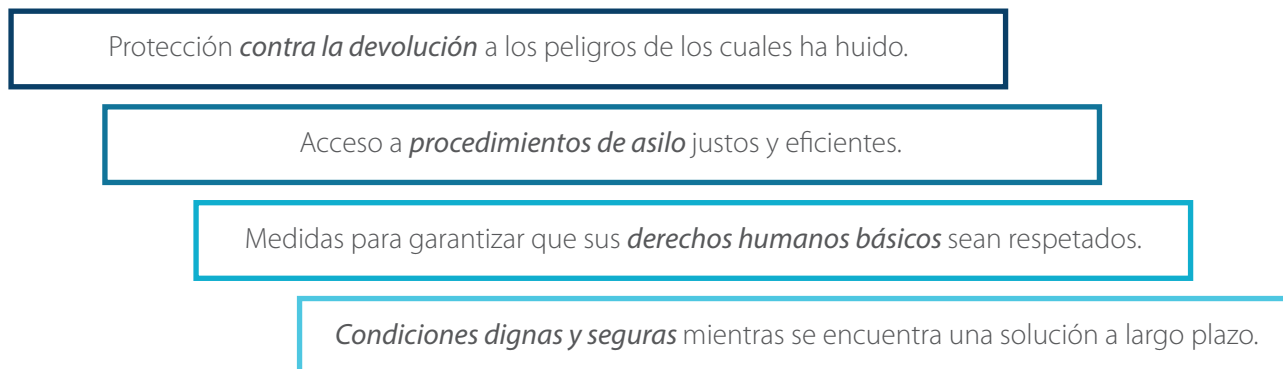 Protección contra la devolución a los peligros de los cuales ha huido.
Acceso a procedimientos de asilo justos y eficientes.
Medidas para garantizar que sus derechos humanos básicos sean respetados.
Condiciones dignas y seguras mientras se encuentra una solución a largo plazo.